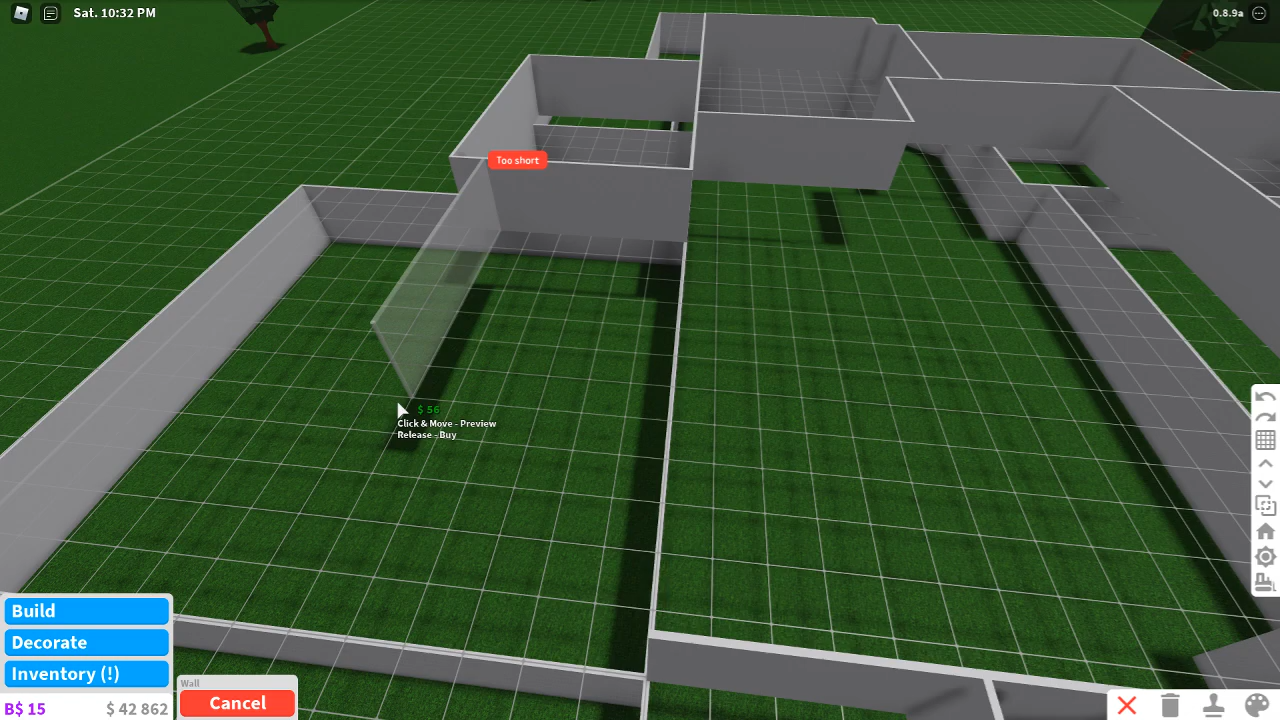 Sat. 10:32 PM
0.8.9a
Too short
$ 56
Click & Move - Preview
Release - Buy
Build
Decorate
Inventory (!)
Wall
Cancel
B$ 15
$ 42 862